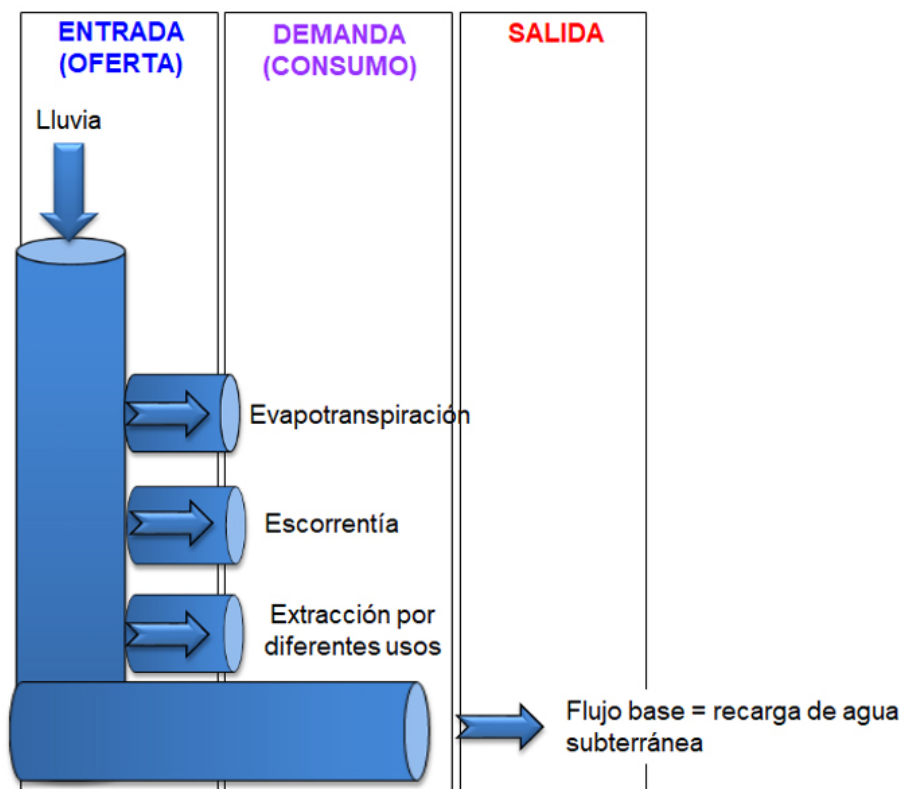 ENTRADA
(OFERTA)
DEMANDA
(CONSUMO)
SALIDA
Lluvia
Evapotranspiración
Escorrentía
Extracción por
diferentes usos
Flujo base = recarga de agua
subterránea